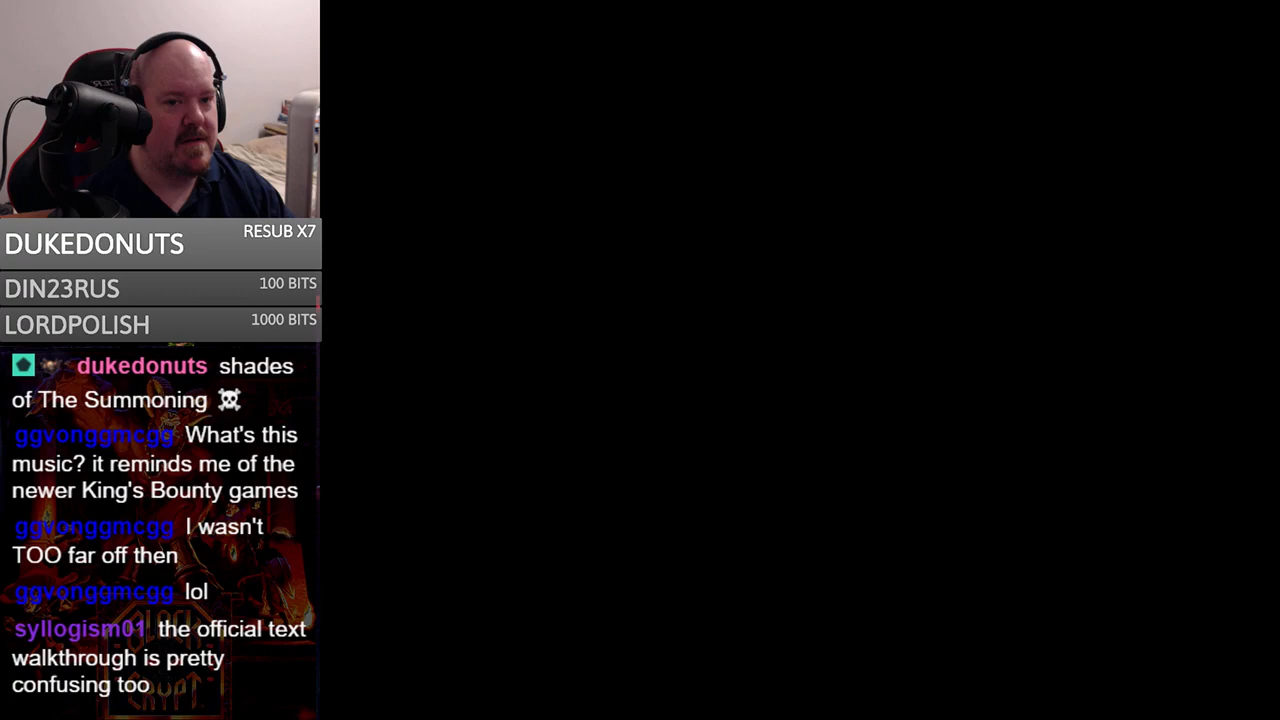 DUKEDONUTS RESUB X7
DIN23RUS 100 BITS
LORDPOLISH 1000 BITS
dukedonuts shades
of The Summoning ☠
ggvonggmcgg What's this
music? it reminds me of the
newer King's Bounty games
ggvonggmcgg I wasn't
TOO far off then
ggvonggmcgg lol
syllogism01 the official text
walkthrough is pretty
confusing too
CRYPT